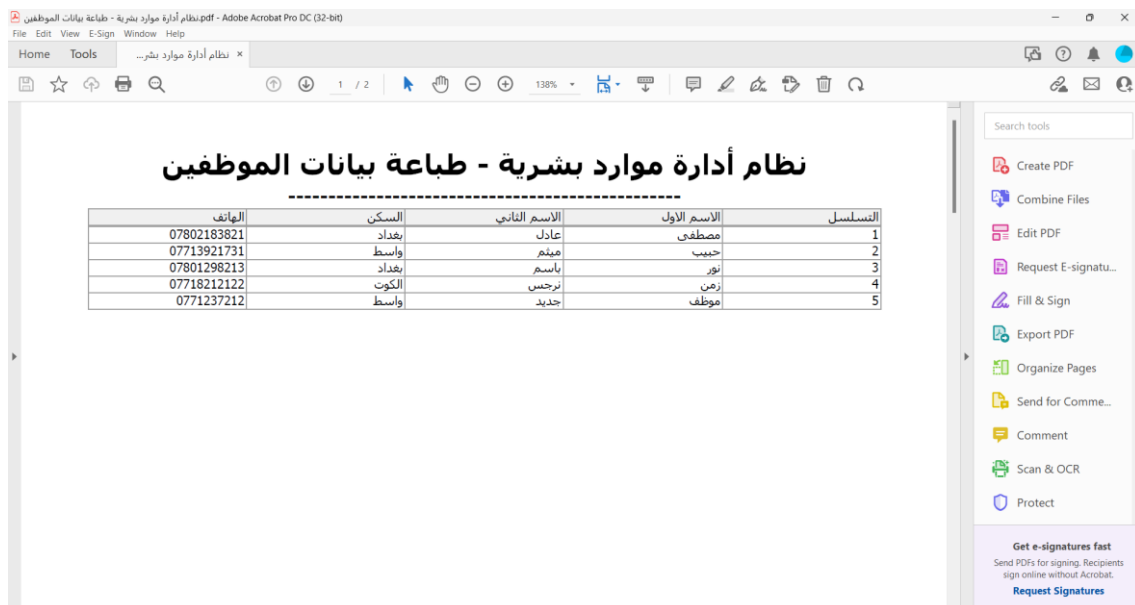 نظام أدارة موارد بشرية - طباعة بيانات الموظفين.pdf - Adobe Acrobat Pro DC (32-bit)
File Edit View E-Sign Window Help
Home Tools نظام أدارة موارد بشر... ×
1 / 2 138%
Search tools
نظام أدارة موارد بشرية - طباعة بيانات الموظفين
------------------------------------------------
التسلسل الاسم الاول الاسم الثاني السكن الهاتف
1 مصطفى عادل بغداد 07802183821
2 حبيب ميثم واسط 07713921731
3 نور باسم بغداد 07801298213
4 زمن نرجس الكوت 07718212122
5 موظف جديد واسط 0771237212
Create PDF
Combine Files
Edit PDF
Request E-signatu...
Fill & Sign
Export PDF
Organize Pages
Send for Comme...
Comment
Scan & OCR
Protect
Get e-signatures fast
Send PDFs for signing. Recipients
sign online without Acrobat.
Request Signatures